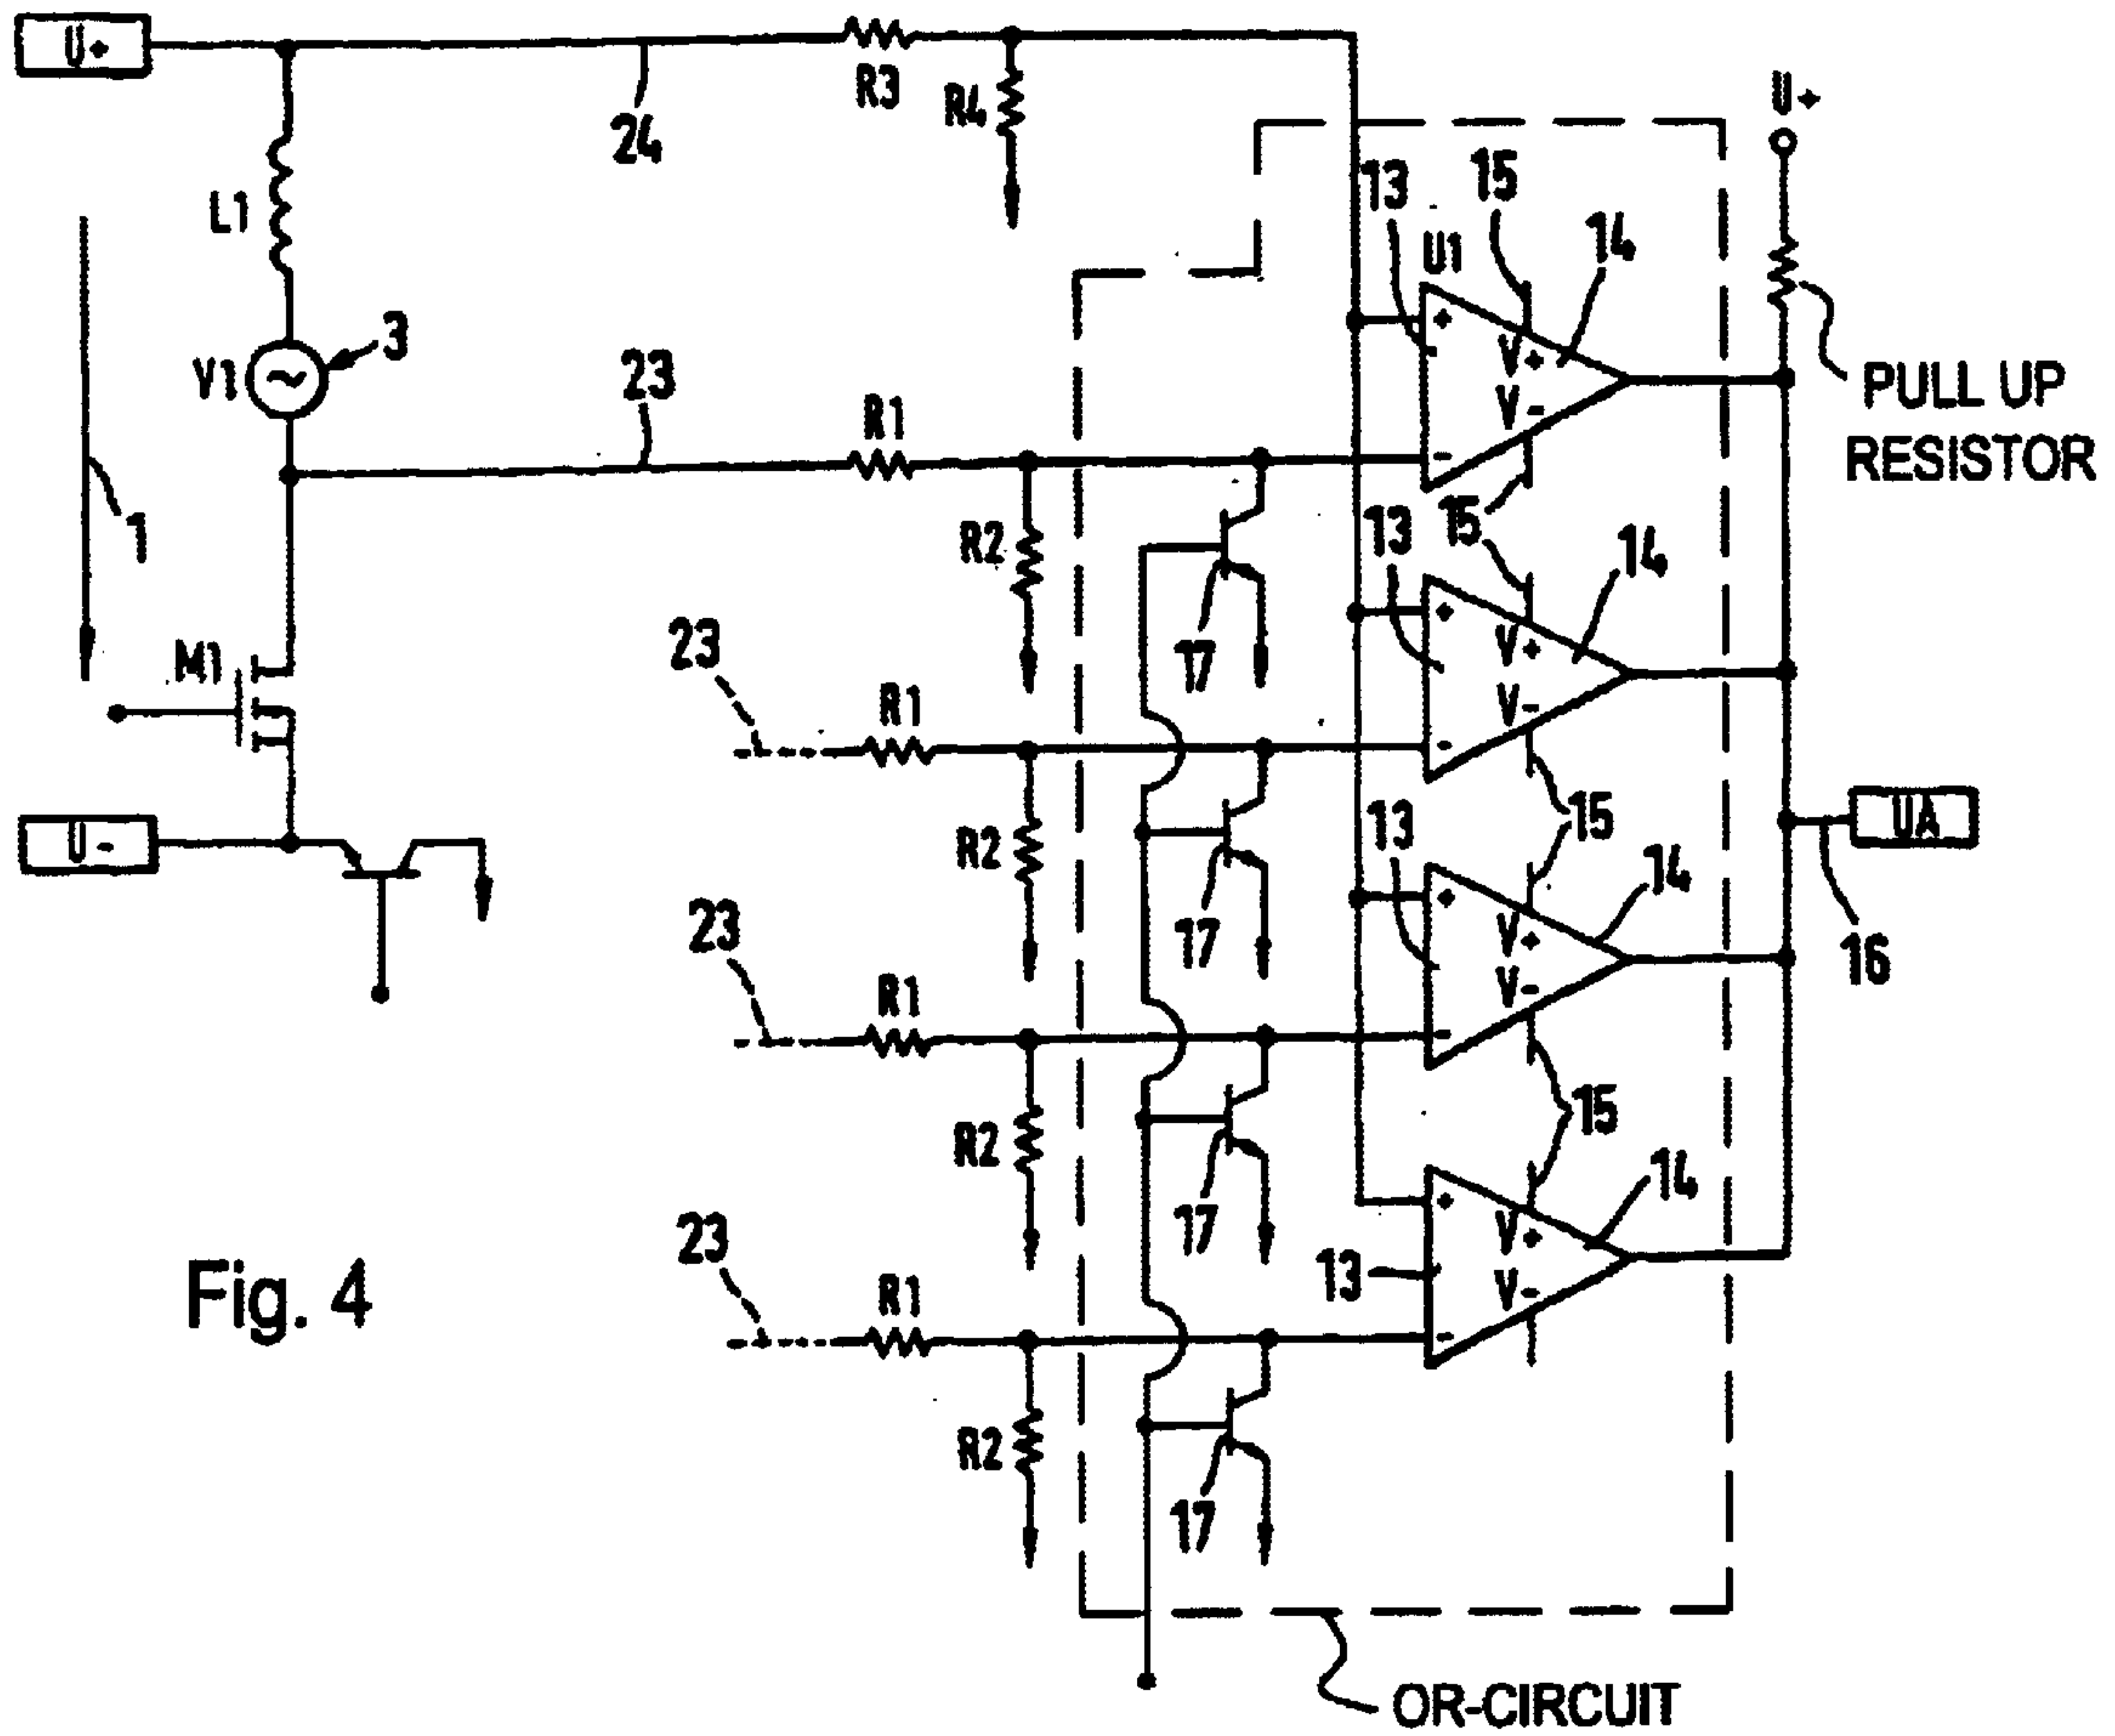 U+
R3
R4
24
U+
13
15
14
U1
L1
+
V+
V-
-
3
V1
23
R1
PULL UP
RESISTOR
1
R2
13
15
14
+
V+
V-
-
17
M1
23
R1
15
U-
R2
13
UA
14
+
V+
V-
-
17
16
23
R1
15
R2
14
+
V+
V-
-
17
13
23
R1
Fig. 4
R2
17
OR-CIRCUIT